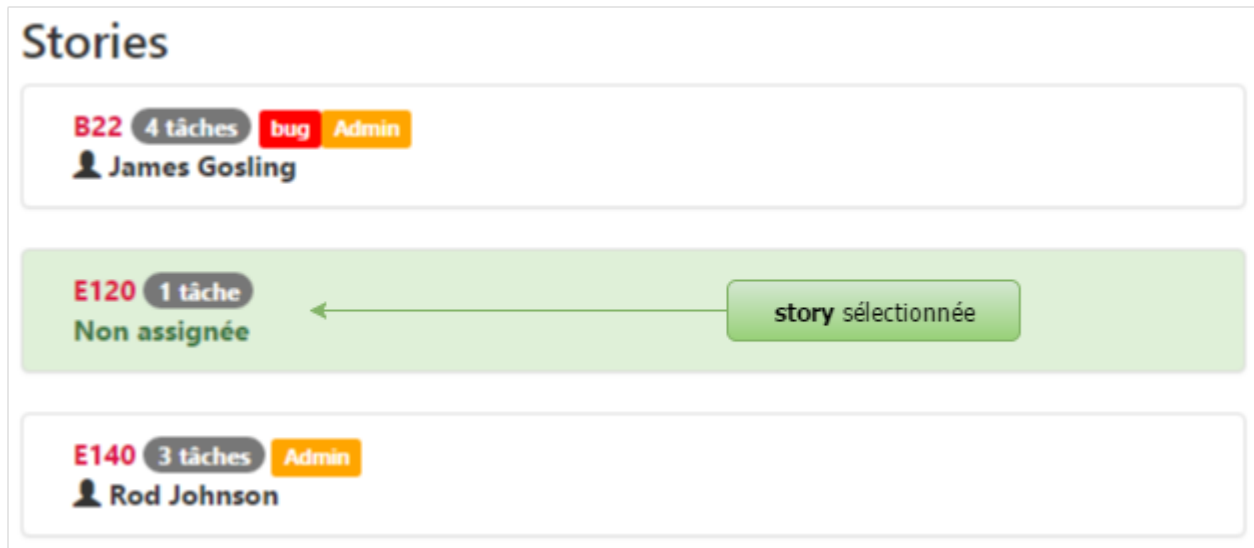 Stories
B22 4 tâches bug Admin
James Gosling
E120 1 tâche
Non assignée
story sélectionnée
E140 3 tâches Admin
Rod Johnson